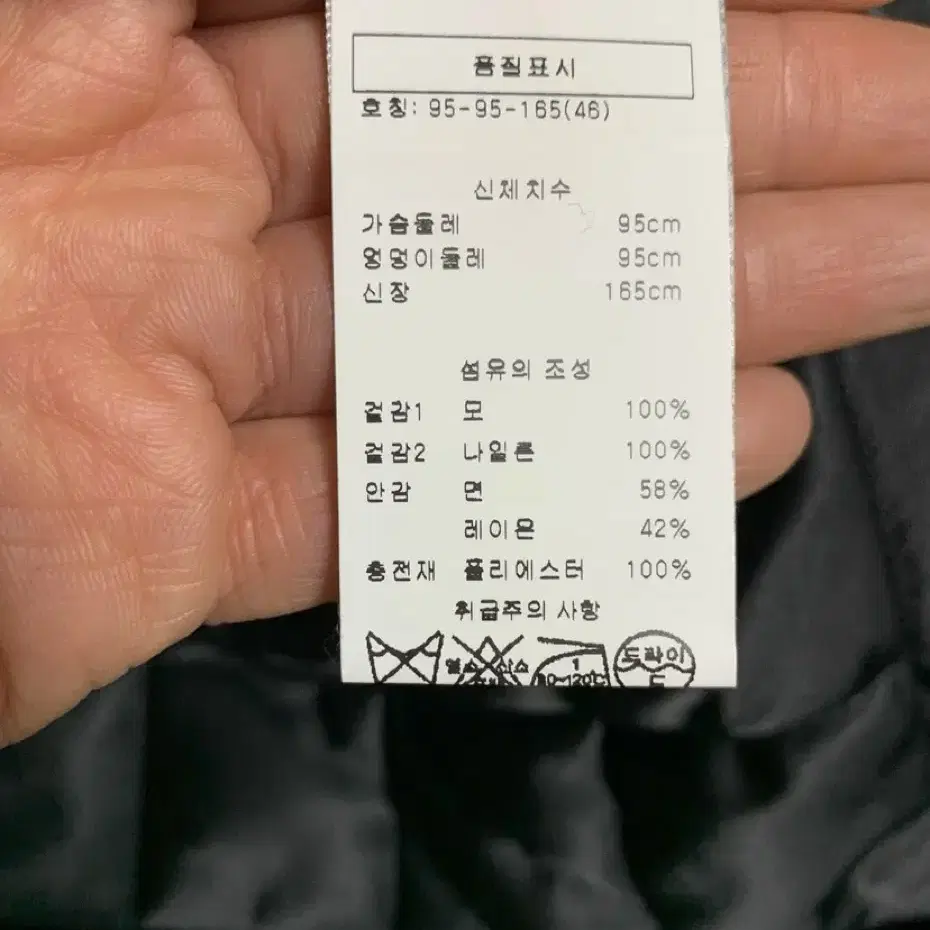 품질표시
호칭: 95-95-165(46)
신체치수
가슴둘레 95cm
엉덩이둘레 95cm
신장 165cm
섬유의 조성
겉감1 모 100%
겉감2 나일론 100%
안감 면 58%
레이온 42%
충전재 폴리에스터 100%
취급주의 사항
1 드라이